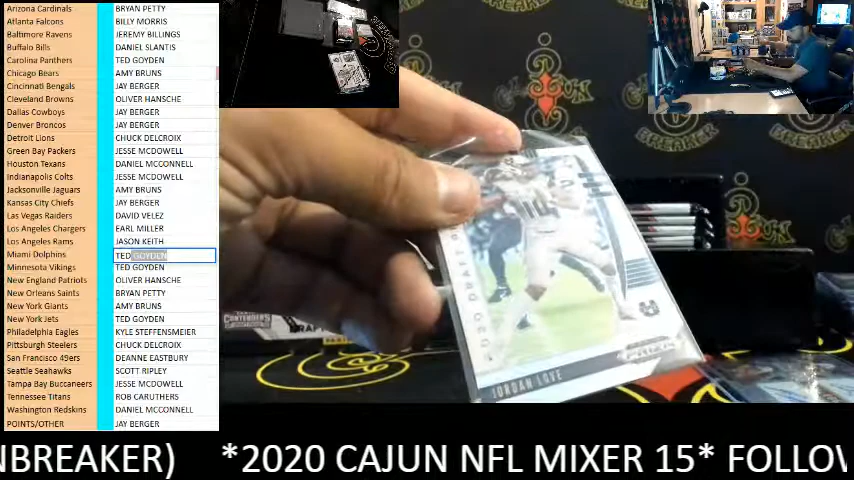 Arizona Cardinals BRYAN PETTY
Atlanta Falcons BILLY MORRIS
Baltimore Ravens JEREMY BILLINGS
Buffalo Bills DANIEL SLANTIS
Carolina Panthers TED GOYDEN
Chicago Bears AMY BRUNS
Cincinnati Bengals JAY BERGER
Cleveland Browns OLIVER HANSCHE
Dallas Cowboys JAY BERGER
Denver Broncos JAY BERGER
Detroit Lions CHUCK DELCROIX
Green Bay Packers JESSE MCDOWELL
Houston Texans DANIEL MCCONNELL
Indianapolis Colts JESSE MCDOWELL
Jacksonville Jaguars AMY BRUNS
Kansas City Chiefs JAY BERGER
Las Vegas Raiders DAVID VELEZ
Los Angeles Chargers EARL MILLER
Los Angeles Rams JASON KEITH
Miami Dolphins TED GOYDEN
Minnesota Vikings TED GOYDEN
New England Patriots OLIVER HANSCHE
New Orleans Saints BRYAN PETTY
New York Giants AMY BRUNS
New York Jets TED GOYDEN
Philadelphia Eagles KYLE STEFFENSMEIER
Pittsburgh Steelers CHUCK DELCROIX
San Francisco 49ers DEANNE EASTBURY
Seattle Seahawks SCOTT RIPLEY
Tampa Bay Buccaneers JESSE MCDOWELL
Tennessee Titans ROB CARUTHERS
Washington Redskins DANIEL MCCONNELL
POINTS/OTHER JAY BERGER
JORDAN LOVE
BREAKER
NBREAKER) *2020 CAJUN NFL MIXER 15* FOLLOW